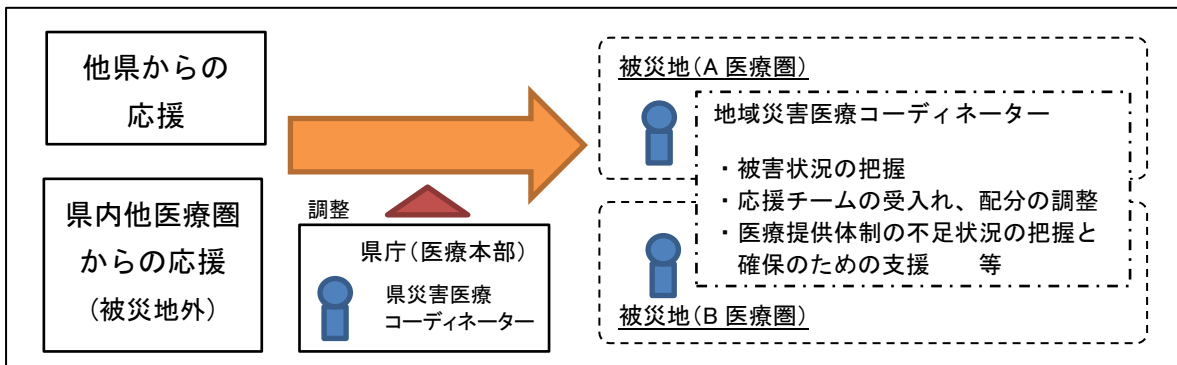 他県からの
応援
県内他医療圏
からの応援
（被災地外）
調整
県庁（医療本部）
県災害医療
コーディネーター
被災地（A 医療圏）
地域災害医療コーディネーター
・被害状況の把握
・応援チームの受入れ、配分の調整
・医療提供体制の不足状況の把握と
確保のための支援　　等
被災地（B 医療圏）